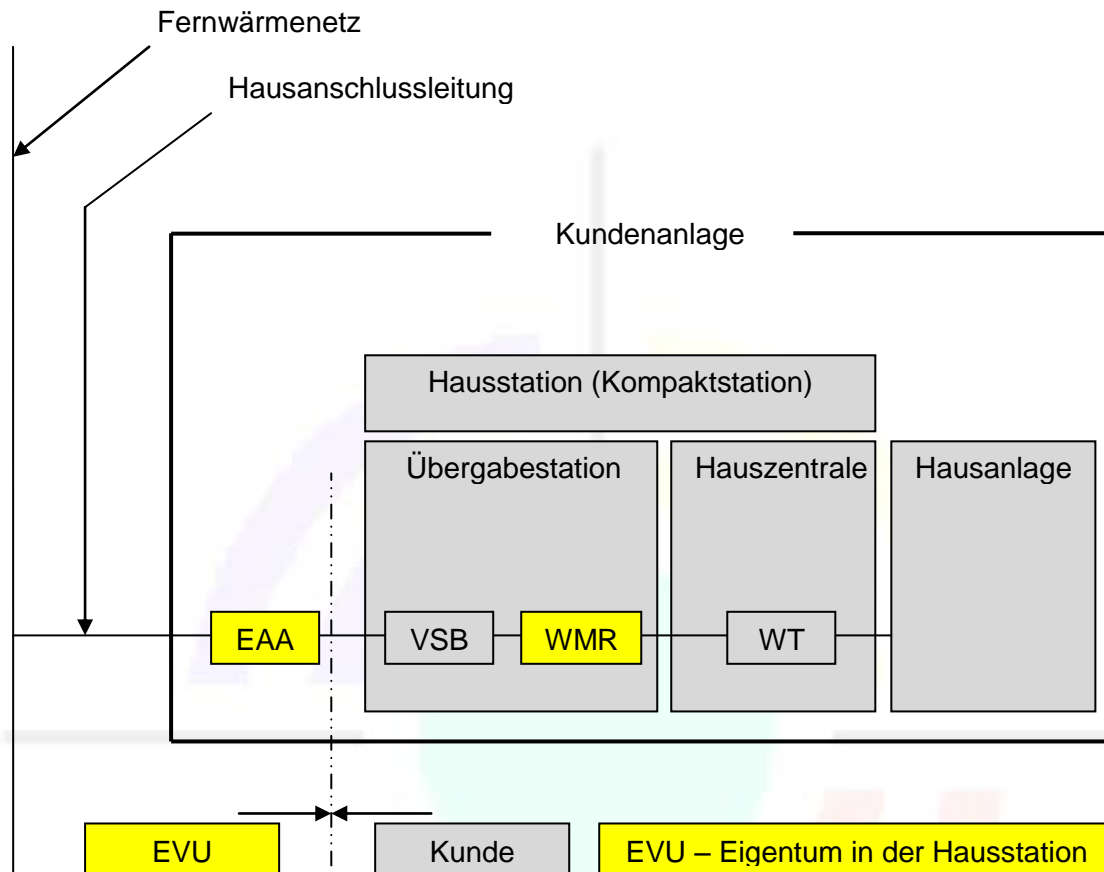 Fernwärmenetz
Hausanschlussleitung
Kundenanlage
Hausstation (Kompaktstation)
Übergabestation
Hauszentrale
Hausanlage
EAA
VSB
WMR
WT
EVU
Kunde
EVU – Eigentum in der Hausstation